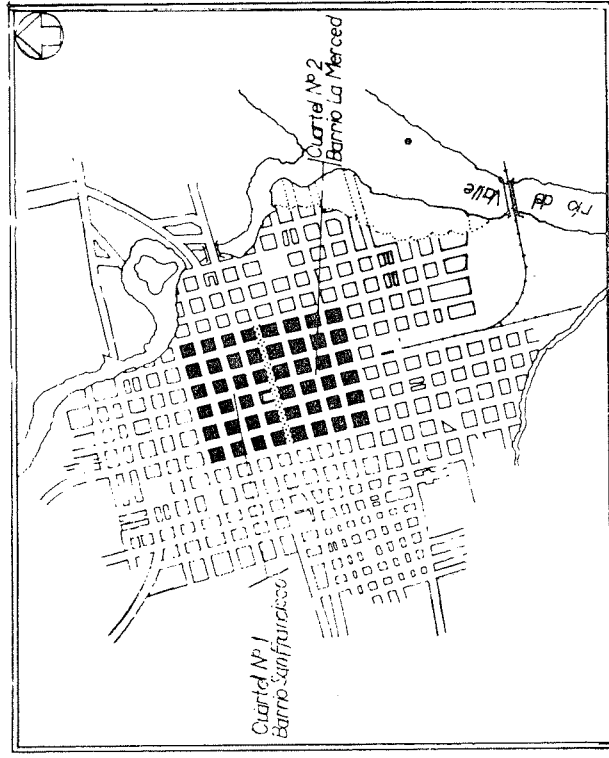 Cuartel Nº 1
Barrio San Francisco
Cuartel Nº 2
Barrio La Merced
río del
Valle